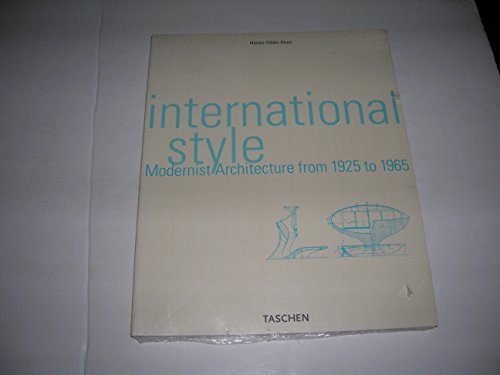 Hasan-Uddin Khan
international
style
Modernist Architecture from 1925 to 1965
TASCHEN